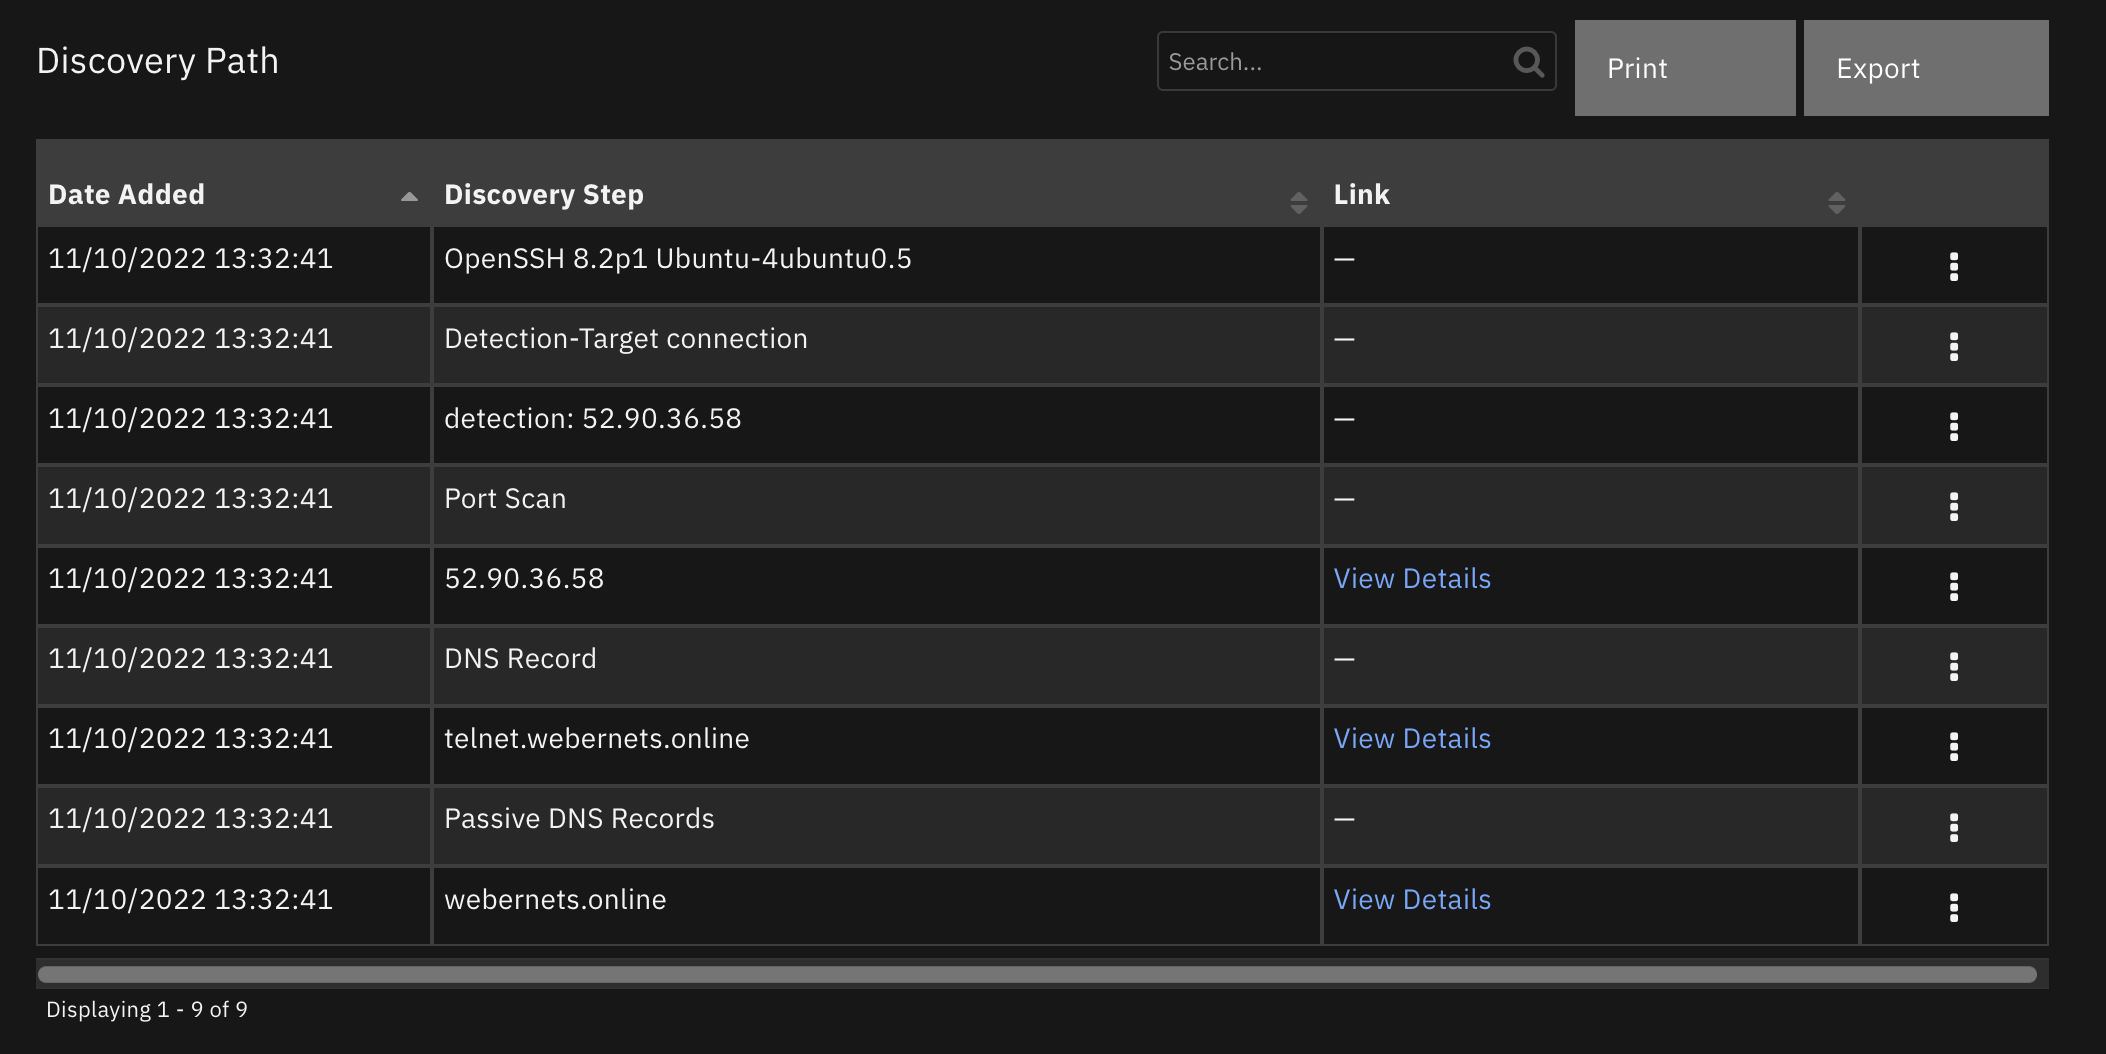 Discovery Path
Search...
Print
Export
Date Added Discovery Step Link
11/10/2022 13:32:41 OpenSSH 8.2p1 Ubuntu-4ubuntu0.5 —
11/10/2022 13:32:41 Detection-Target connection —
11/10/2022 13:32:41 detection: 52.90.36.58 —
11/10/2022 13:32:41 Port Scan —
11/10/2022 13:32:41 52.90.36.58 View Details
11/10/2022 13:32:41 DNS Record —
11/10/2022 13:32:41 telnet.webernets.online View Details
11/10/2022 13:32:41 Passive DNS Records —
11/10/2022 13:32:41 webernets.online View Details
Displaying 1 - 9 of 9